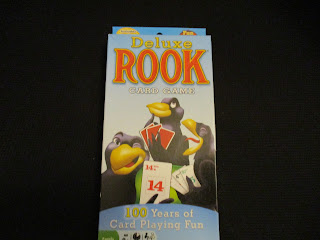 Deluxe
ROOK
CARD GAME
14
14
100 Years of
Card Playing Fun